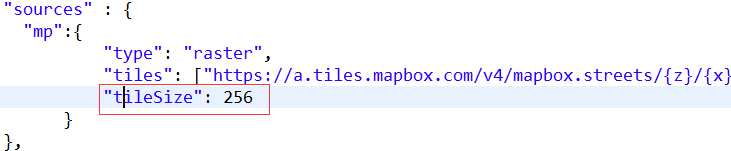 "sources" : {
"mp":{
"type": "raster",
"tiles": ["https://a.tiles.mapbox.com/v4/mapbox.streets/{z}/{x}
"tileSize": 256
}
},